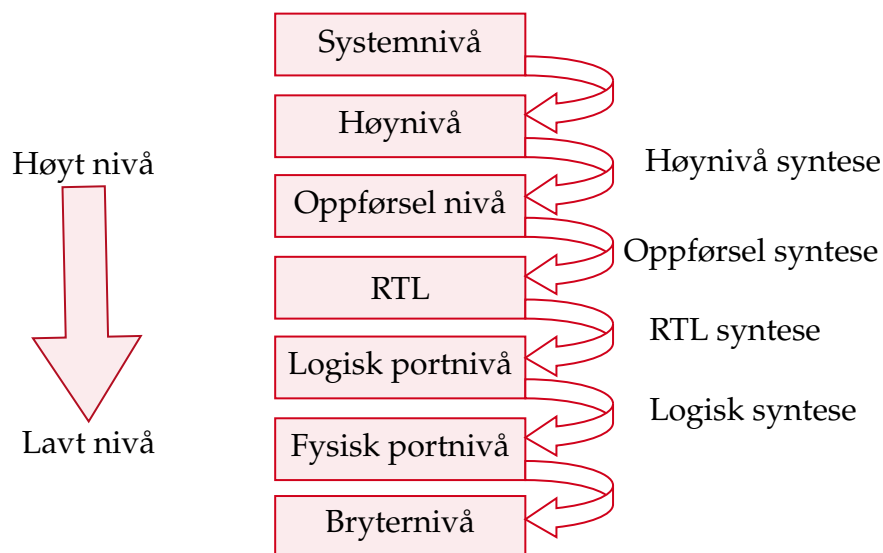 Systemnivå
Høynivå
Høyt nivå
Høynivå syntese
Oppførsel nivå
Oppførsel syntese
RTL
RTL syntese
Logisk portnivå
Logisk syntese
Lavt nivå
Fysisk portnivå
Bryternivå